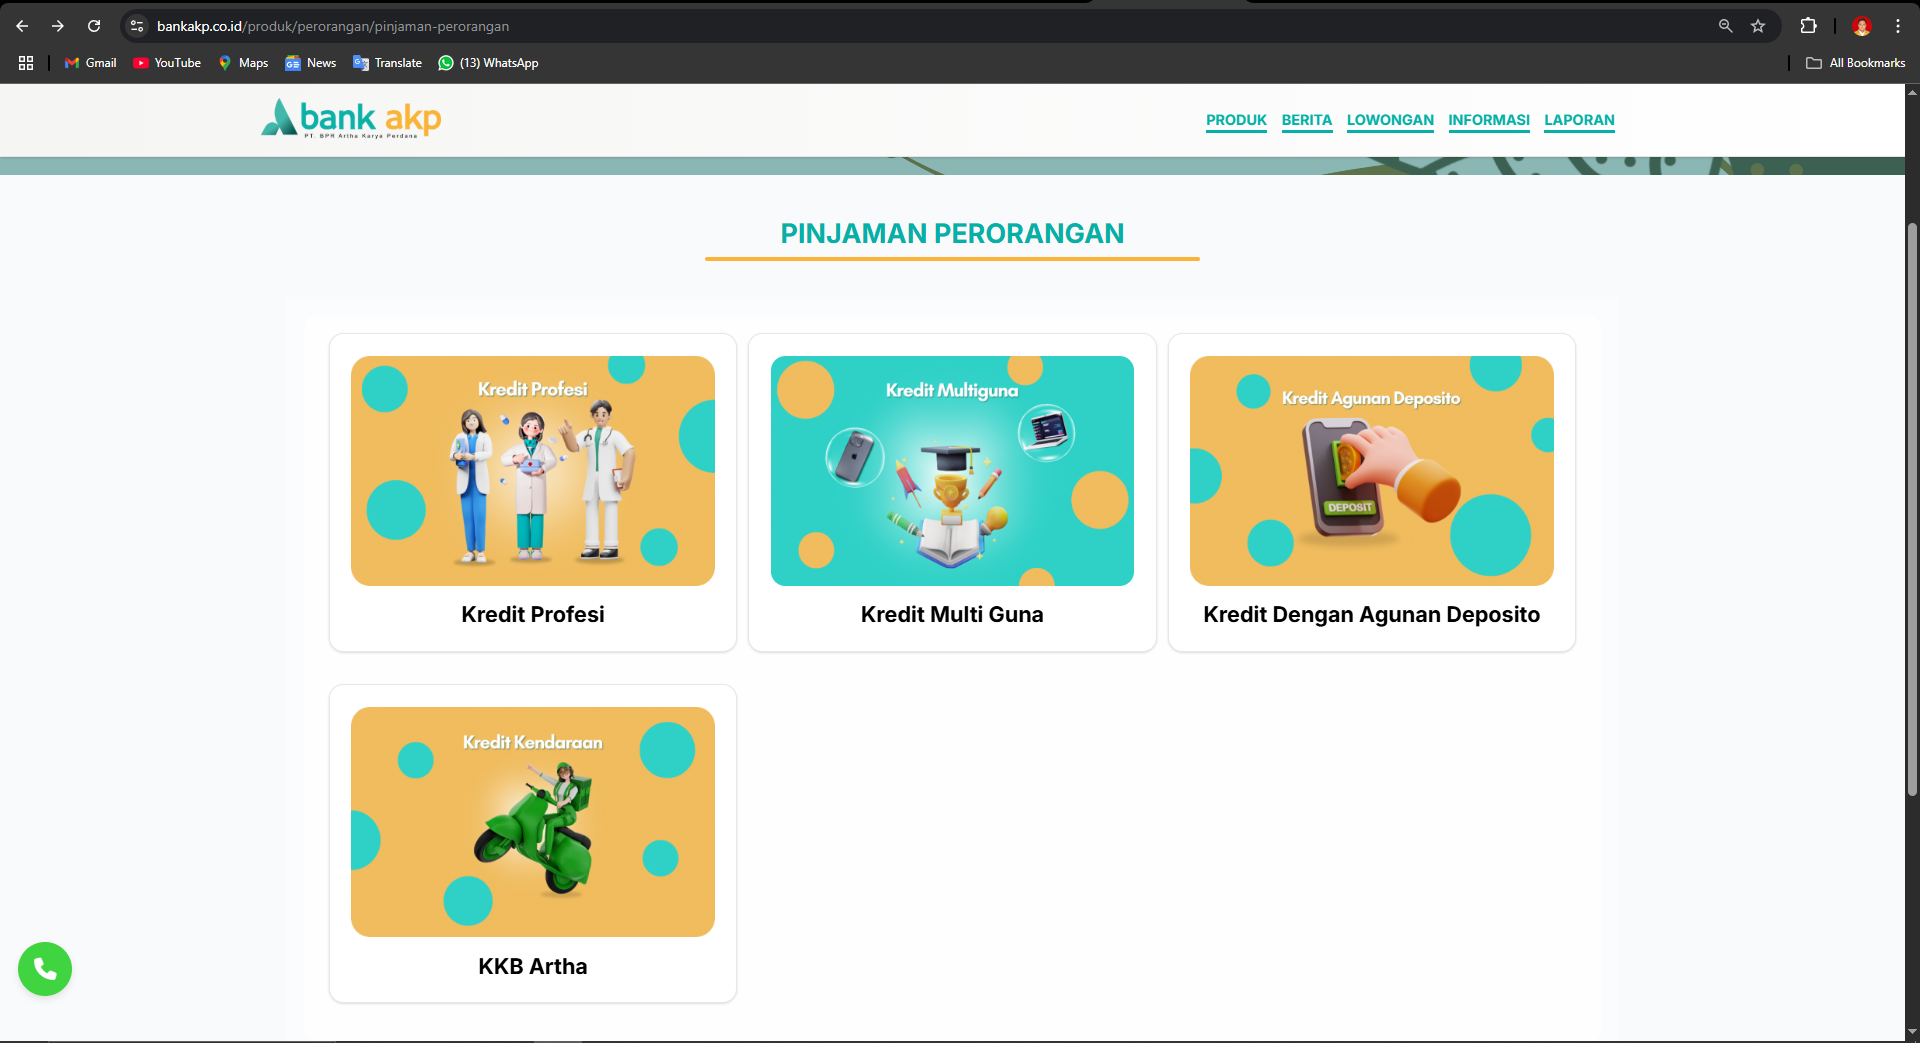 bankakp.co.id/produk/perorangan/pinjaman-perorangan
Gmail YouTube Maps News Translate (13) WhatsApp All Bookmarks
bank akp
PT. BPR Artha Karya Perdana
PRODUK BERITA LOWONGAN INFORMASI LAPORAN
PINJAMAN PERORANGAN
Kredit Profesi
Kredit Profesi
Kredit Multiguna
Kredit Multi Guna
Kredit Agunan Deposito
DEPOSIT
Kredit Dengan Agunan Deposito
Kredit Kendaraan
KKB Artha